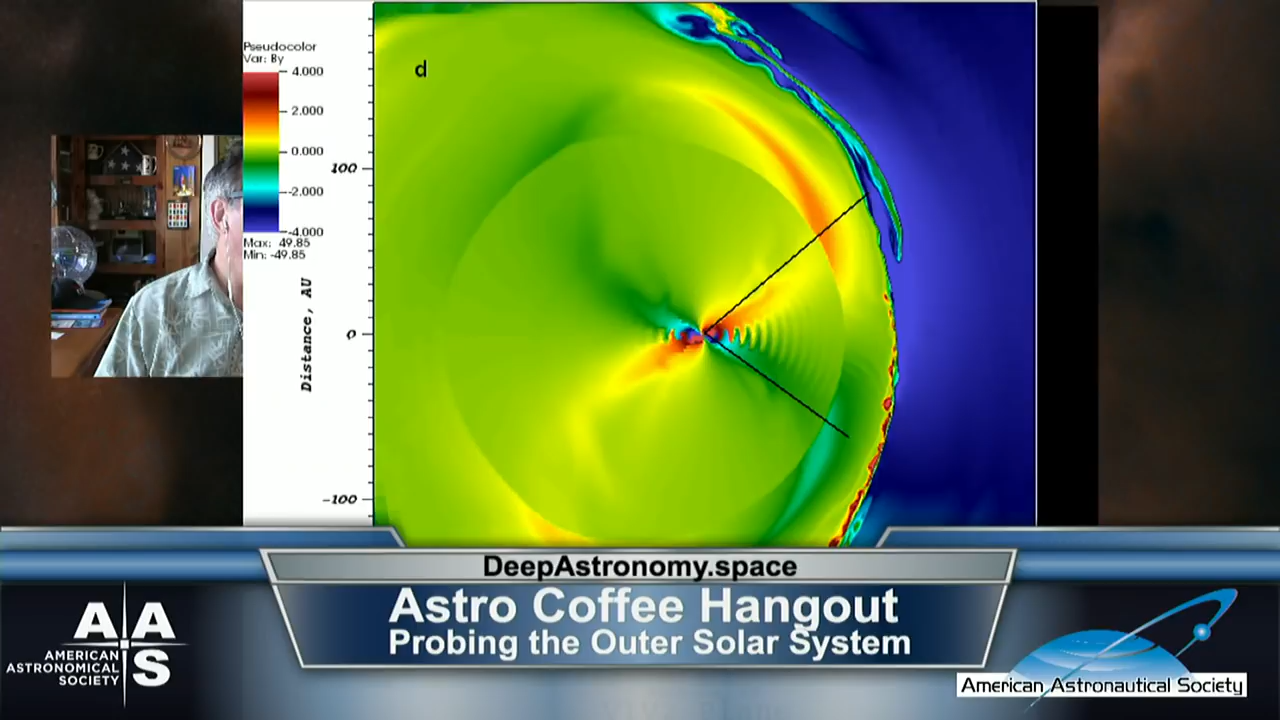 Pseudocolor
Var: By
4.000
2.000
0.000
-2.000
-4.000
Max: 49.85
Min: -49.85
d
Distance, AU
100
0
-100
DeepAstronomy.space
Astro Coffee Hangout
Probing the Outer Solar System
AAS
AMERICAN
ASTRONOMICAL
SOCIETY
American Astronautical Society